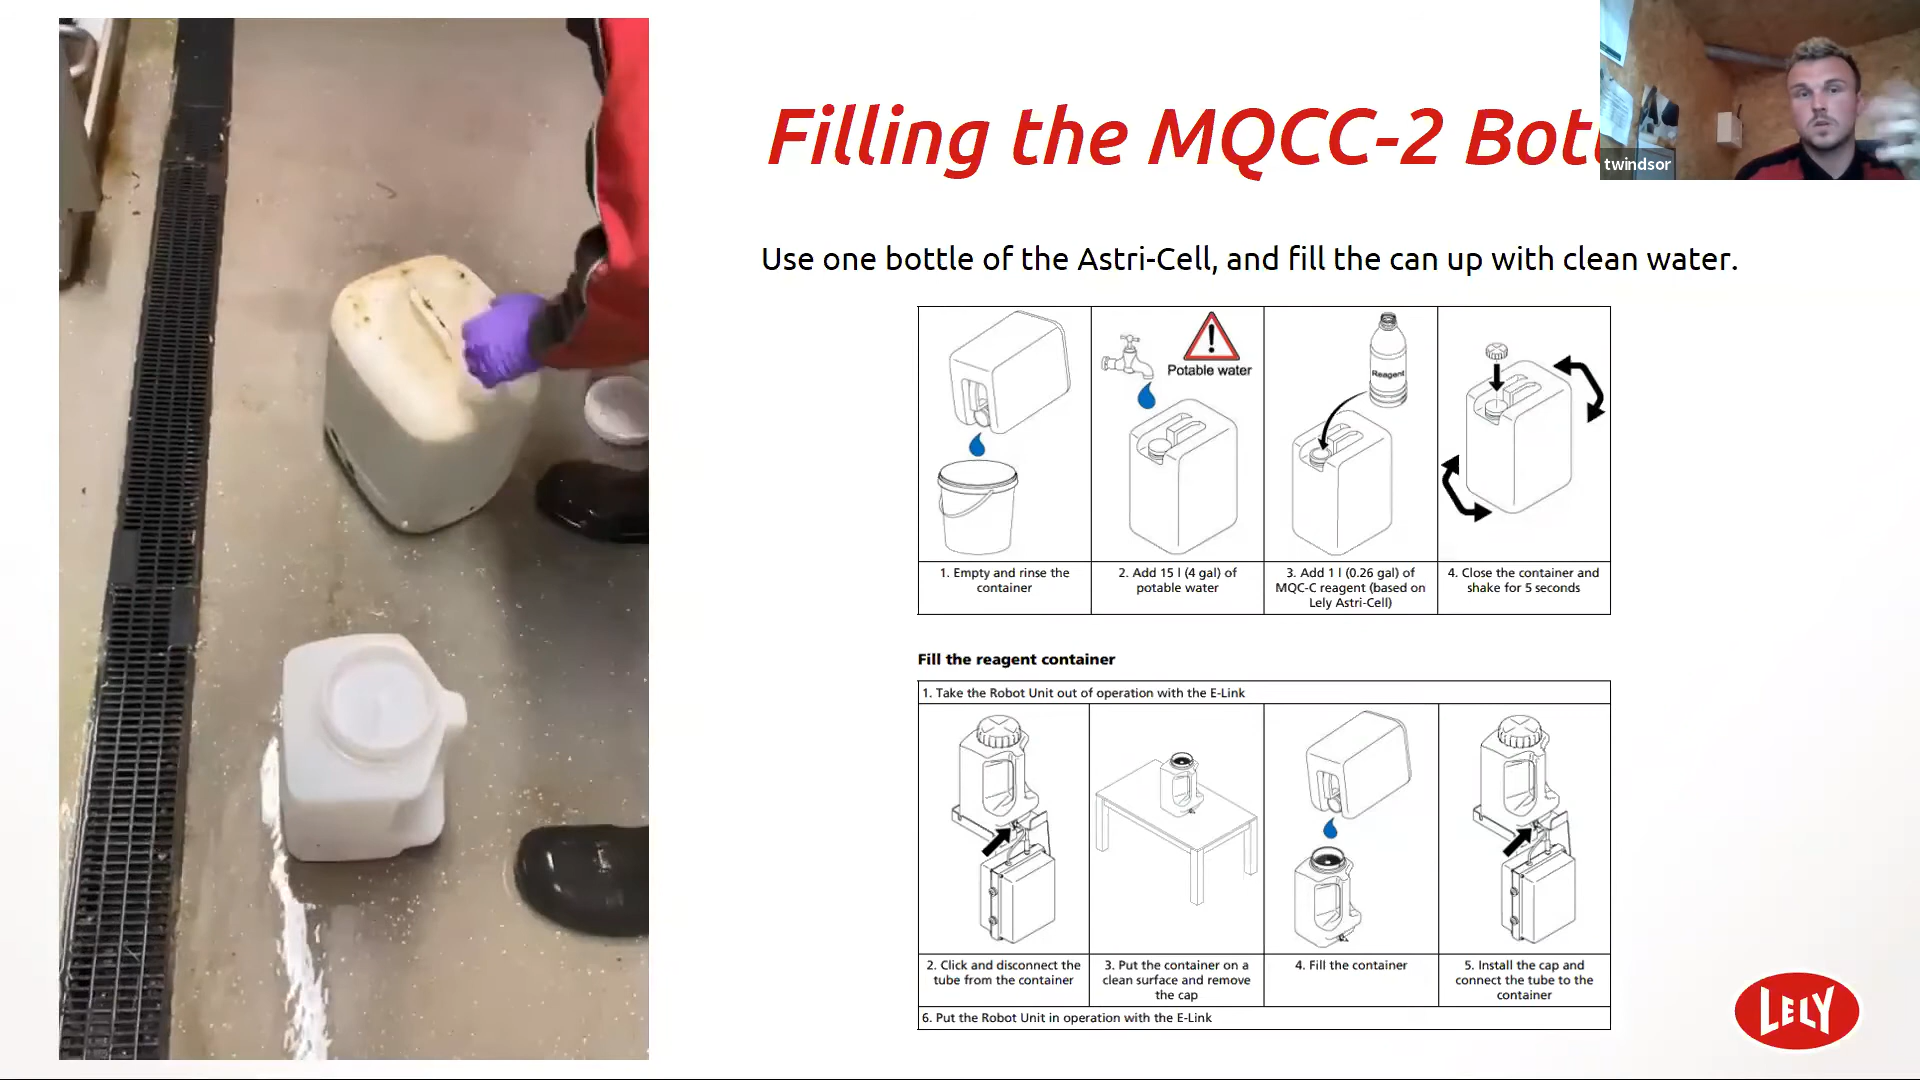 Filling the MQCC-2 Bot
twindsor
Use one bottle of the Astri-Cell, and fill the can up with clean water.
Potable water
Reagent
1. Empty and rinse the
container
2. Add 15 l (4 gal) of
potable water
3. Add 1 l (0.26 gal) of
MQC-C reagent (based on
Lely Astri-Cell)
4. Close the container and
shake for 5 seconds
Fill the reagent container
1. Take the Robot Unit out of operation with the E-Link
2. Click and disconnect the
tube from the container
3. Put the container on a
clean surface and remove
the cap
4. Fill the container
5. Install the cap and
connect the tube to the
container
6. Put the Robot Unit in operation with the E-Link
LELY